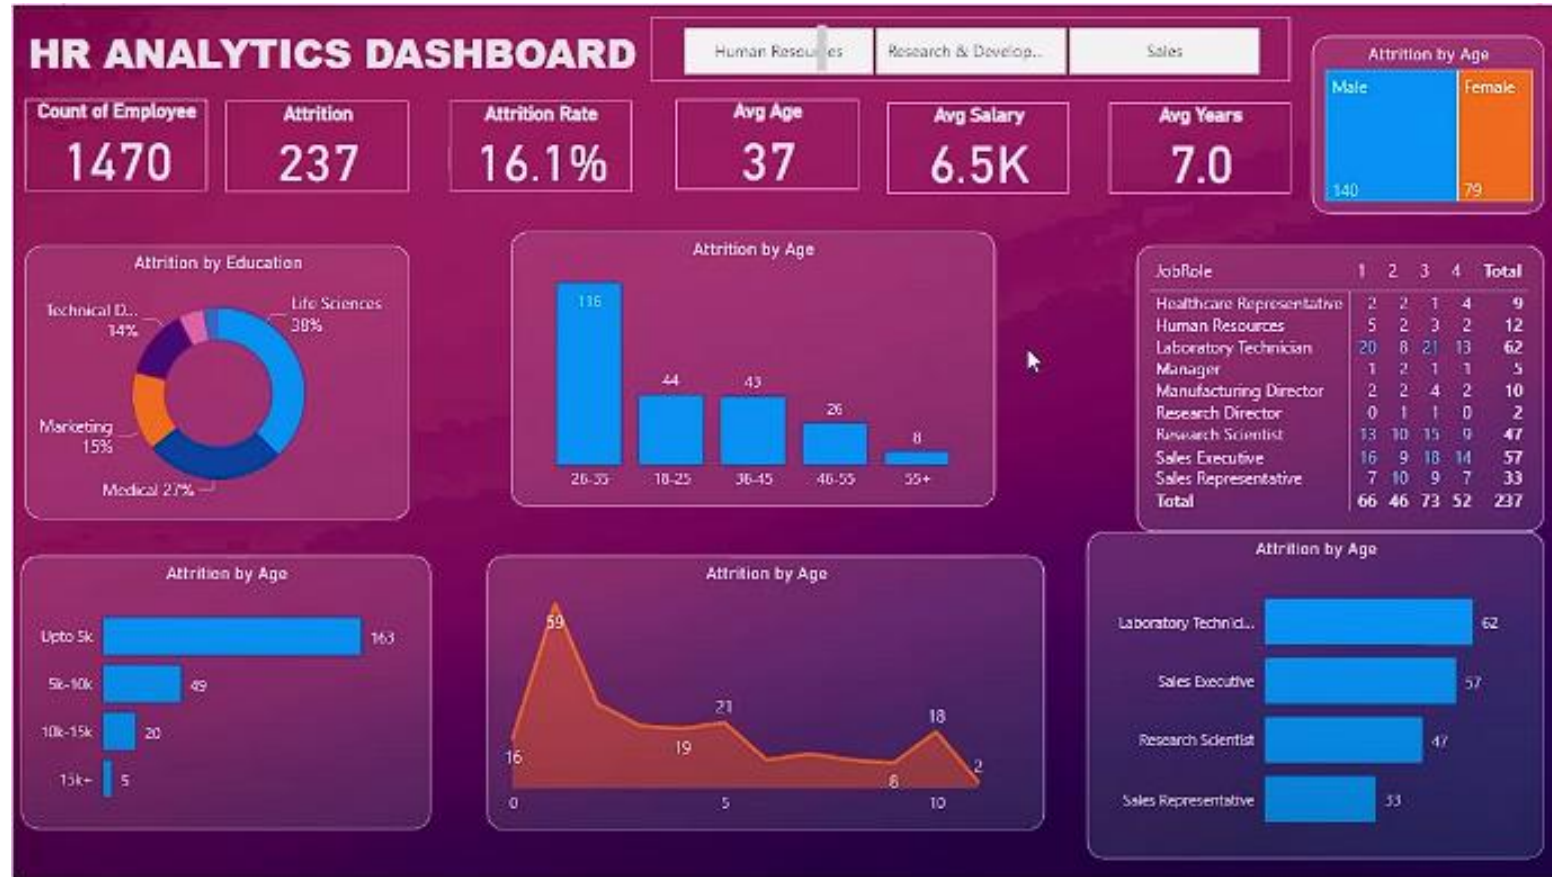 HR ANALYTICS DASHBOARD
Human Resources
Research & Develop...
Sales
Attrition by Age
Male
Female
140
79
Count of Employee
1470
Attrition
237
Attrition Rate
16.1%
Avg Age
37
Avg Salary
6.5K
Avg Years
7.0
Attrition by Education
Technical D...
14%
Life Sciences
38%
Marketing
15%
Medical 27%
Attrition by Age
116
44
43
26
8
26-35 18-25 36-45 46-55 55+
JobRole 1 2 3 4 Total
Healthcare Representative 2 2 1 4 9
Human Resources 5 2 3 2 12
Laboratory Technician 20 8 21 13 62
Manager 1 2 1 1 5
Manufacturing Director 2 2 4 2 10
Research Director 0 1 1 0 2
Research Scientist 13 10 15 9 47
Sales Executive 16 9 18 14 57
Sales Representative 7 10 9 7 33
Total 66 46 73 52 237
Attrition by Age
Upto 5k 163
5k-10k 49
10k-15k 20
15k+ 5
Attrition by Age
59
16
19
21
8
18
2
0 5 10
Attrition by Age
Laboratory Technici... 62
Sales Executive 57
Research Scientist 47
Sales Representative 33